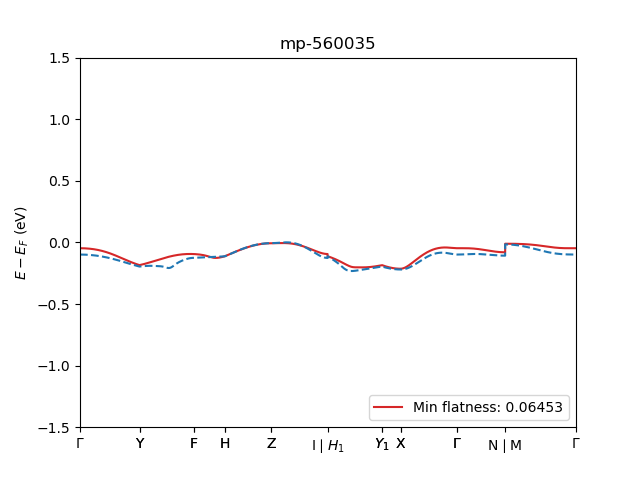 mp-560035
1.5
1.0
0.5
0.0
−0.5
−1.0
−1.5
E − E_F (eV)
Min flatness: 0.06453
Γ Y F H Z I | H₁ Y₁ X Γ N | M Γ